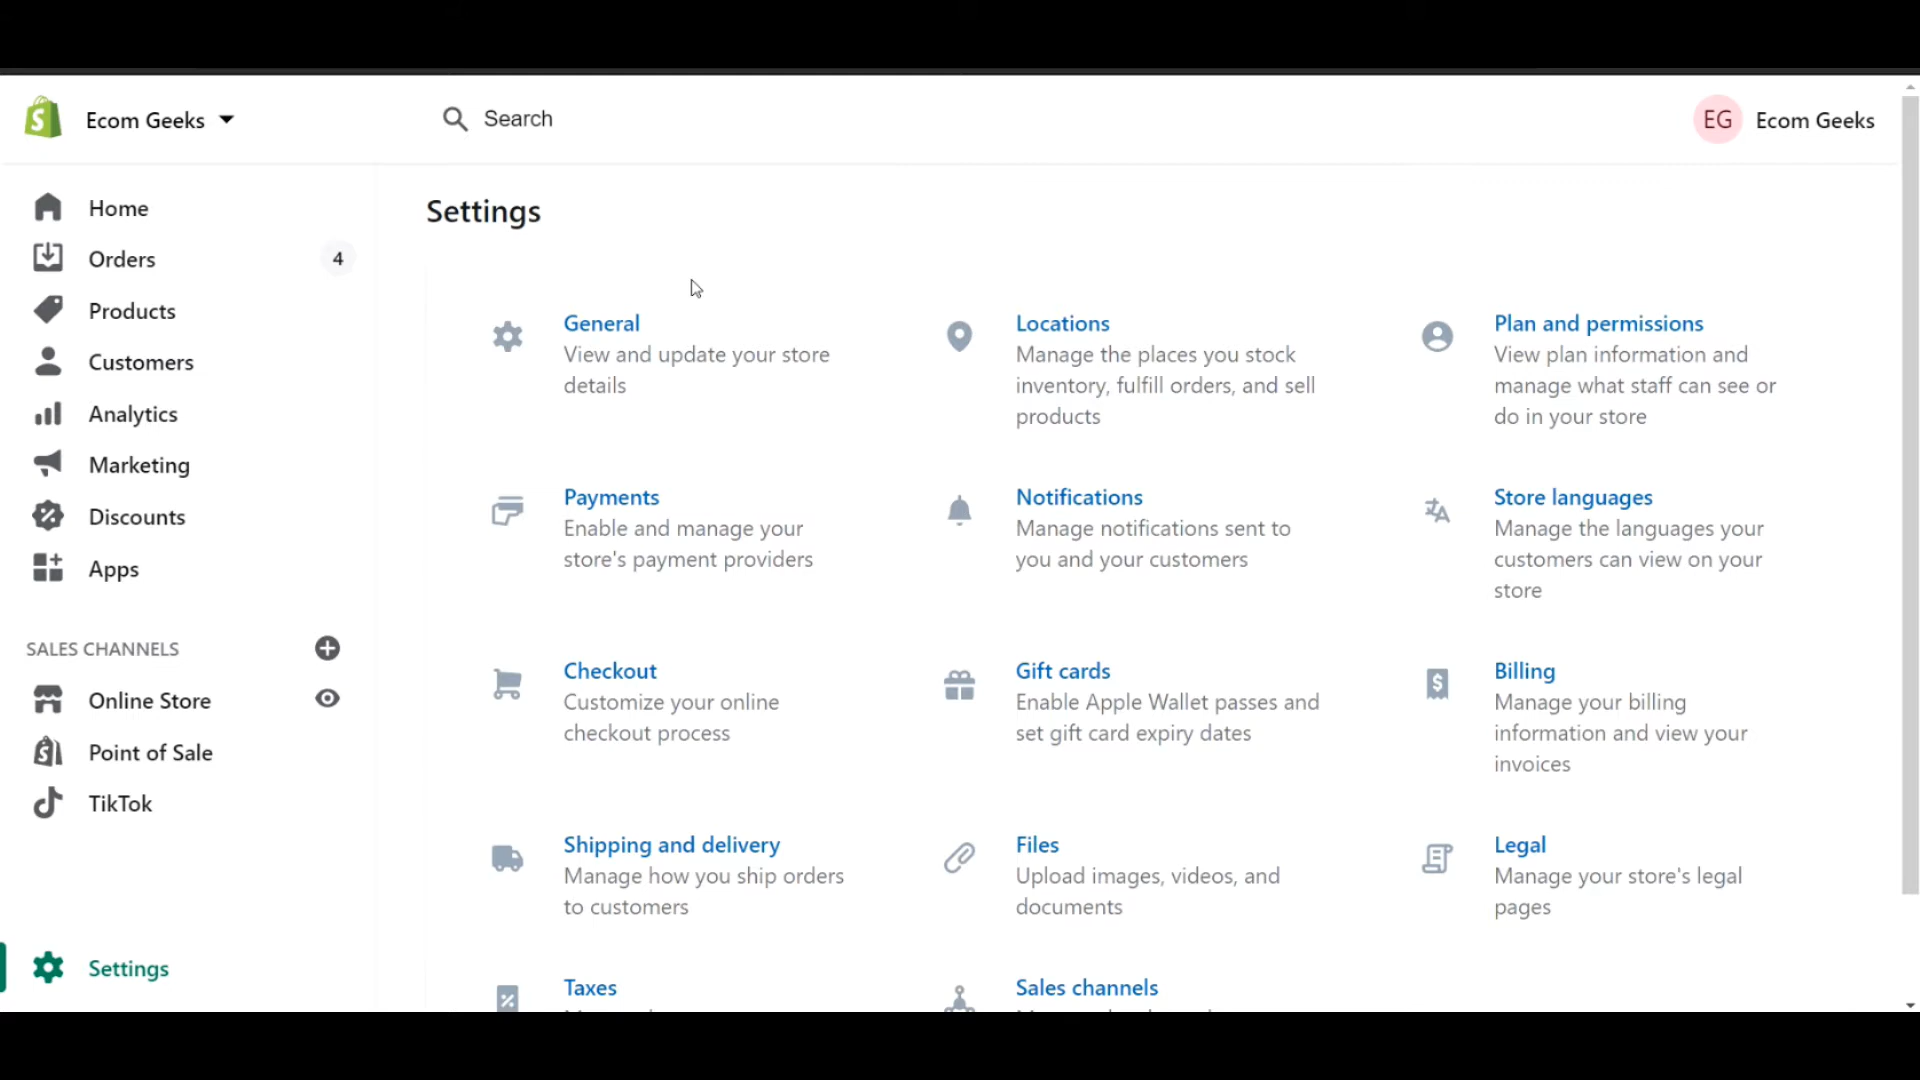 Ecom Geeks
Search
EG Ecom Geeks
Home
Orders 4
Products
Customers
Analytics
Marketing
Discounts
Apps
SALES CHANNELS
Online Store
Point of Sale
TikTok
Settings
Settings
General
View and update your store
details
Locations
Manage the places you stock
inventory, fulfill orders, and sell
products
Plan and permissions
View plan information and
manage what staff can see or
do in your store
Payments
Enable and manage your
store's payment providers
Notifications
Manage notifications sent to
you and your customers
Store languages
Manage the languages your
customers can view on your
store
Checkout
Customize your online
checkout process
Gift cards
Enable Apple Wallet passes and
set gift card expiry dates
Billing
Manage your billing
information and view your
invoices
Shipping and delivery
Manage how you ship orders
to customers
Files
Upload images, videos, and
documents
Legal
Manage your store's legal
pages
Taxes
Sales channels